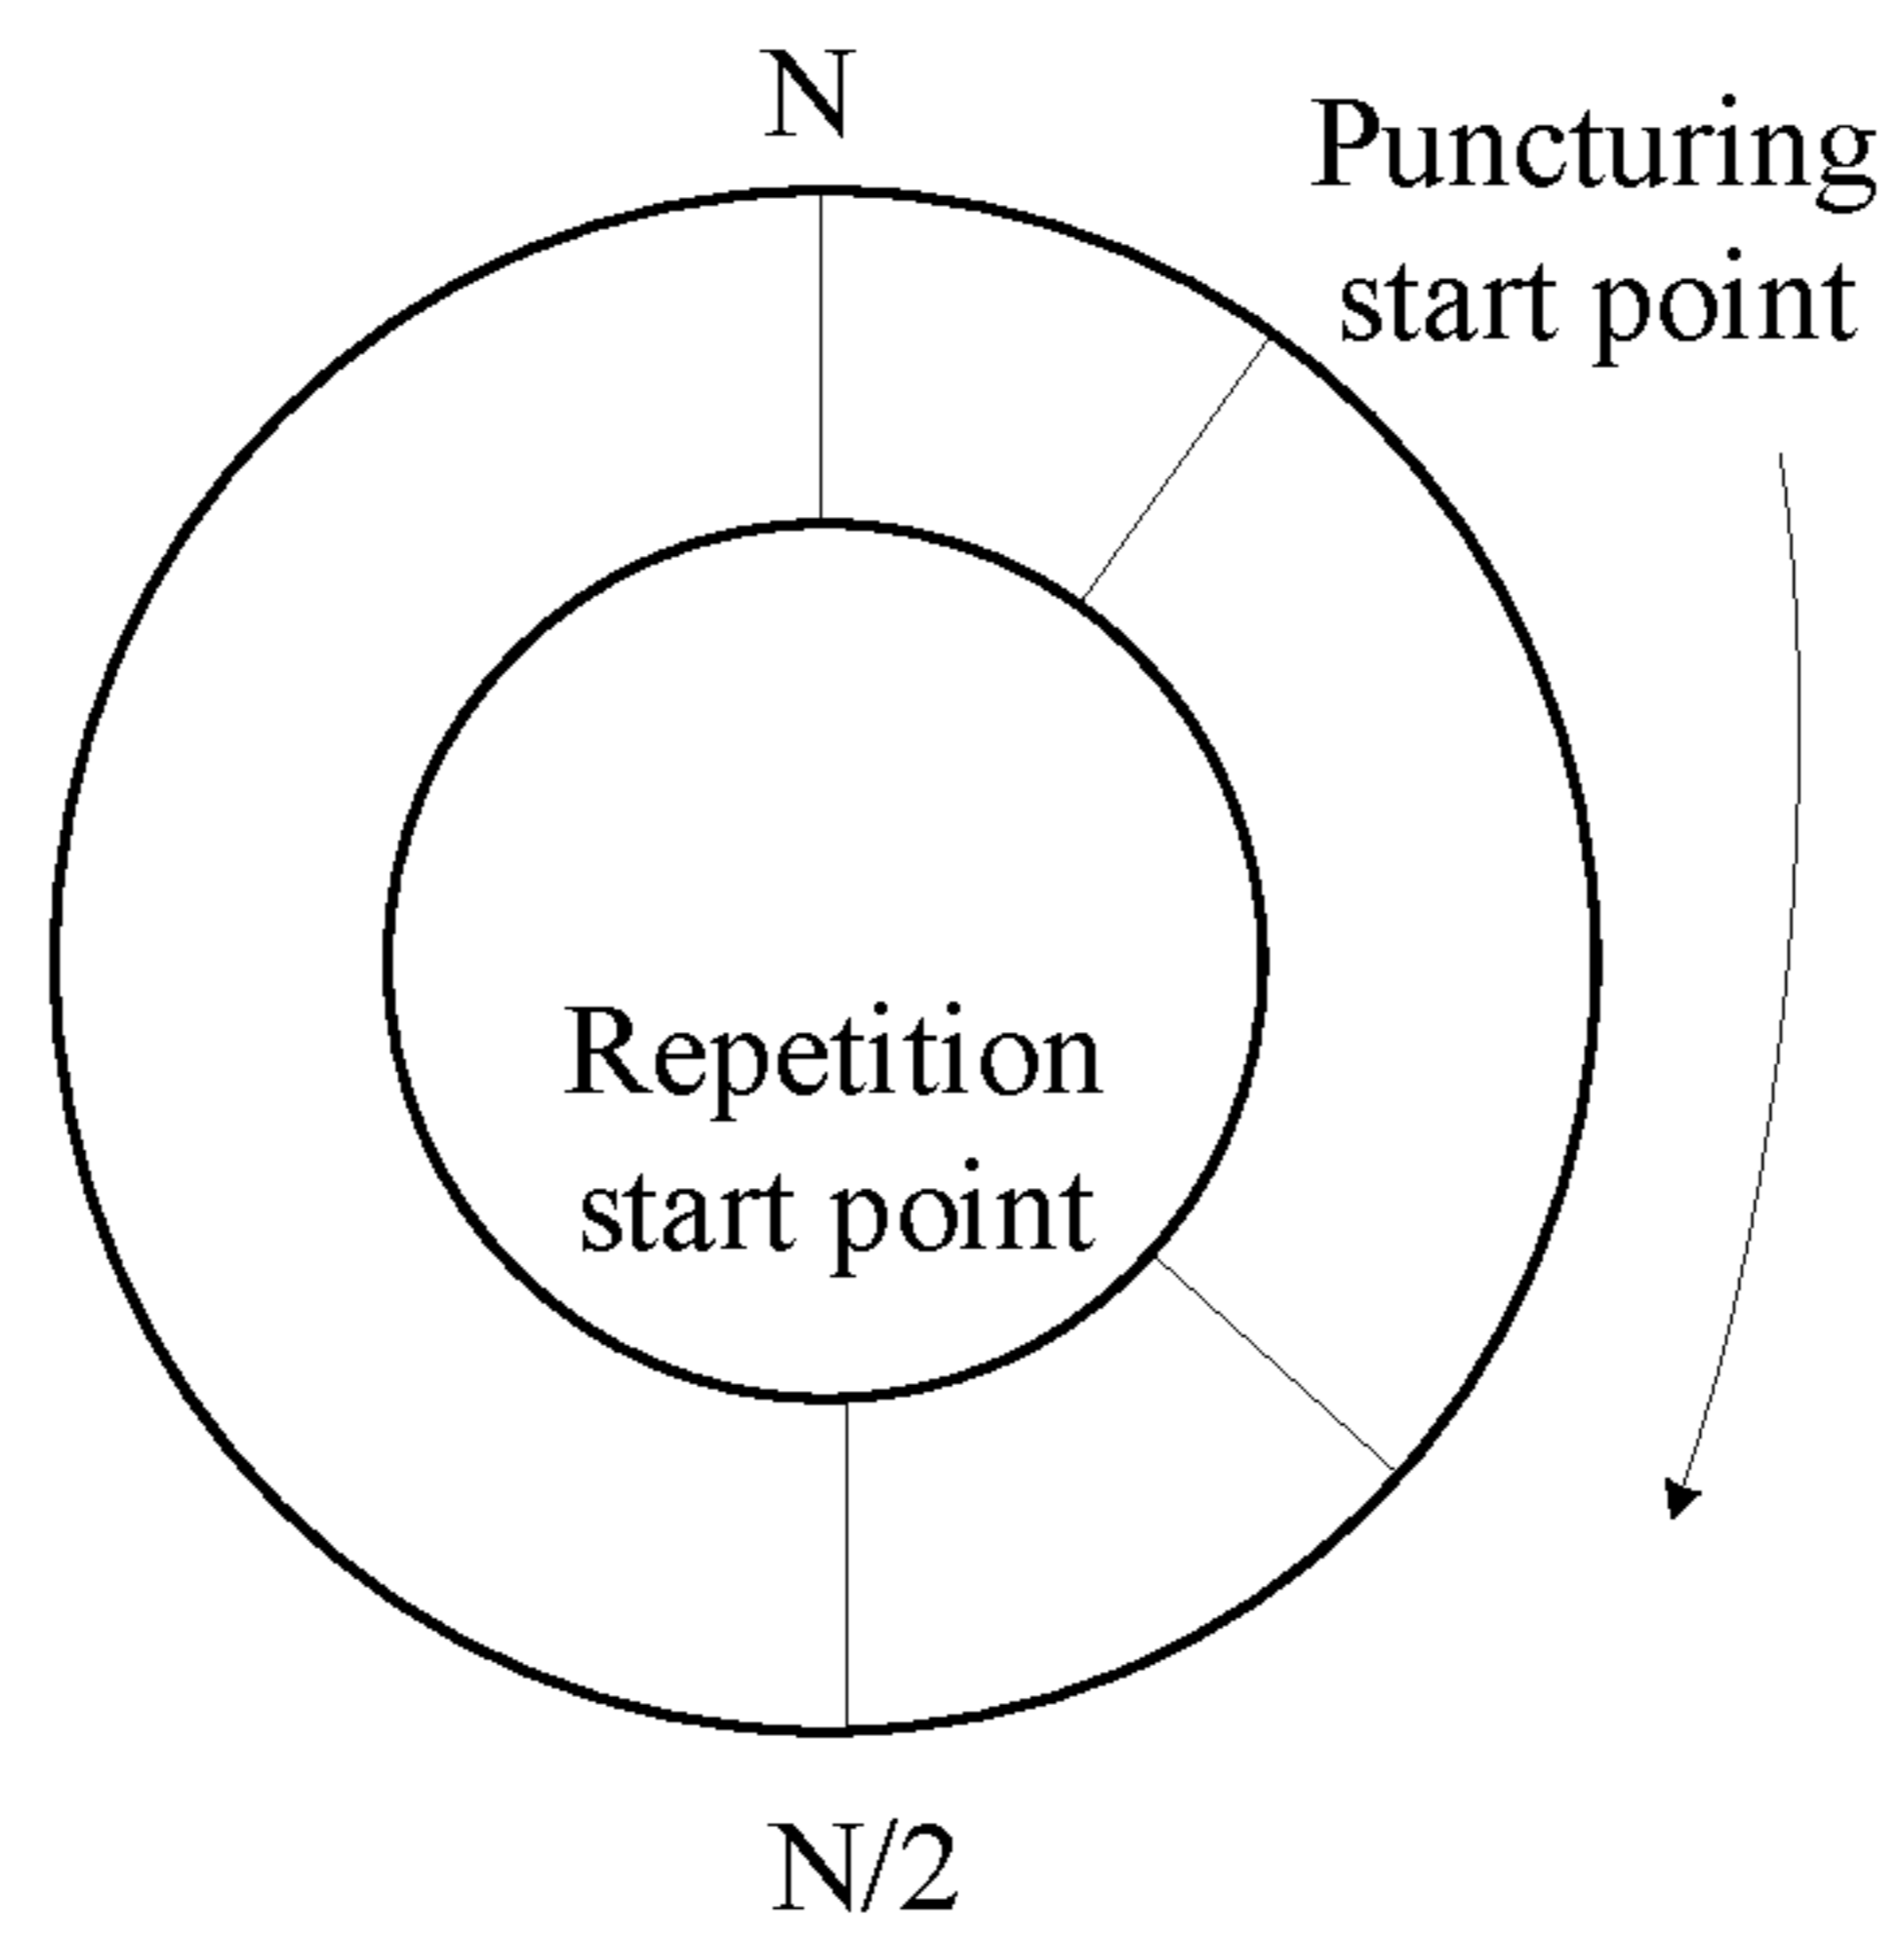 N
Puncturing
start point
Repetition
start point
N/2